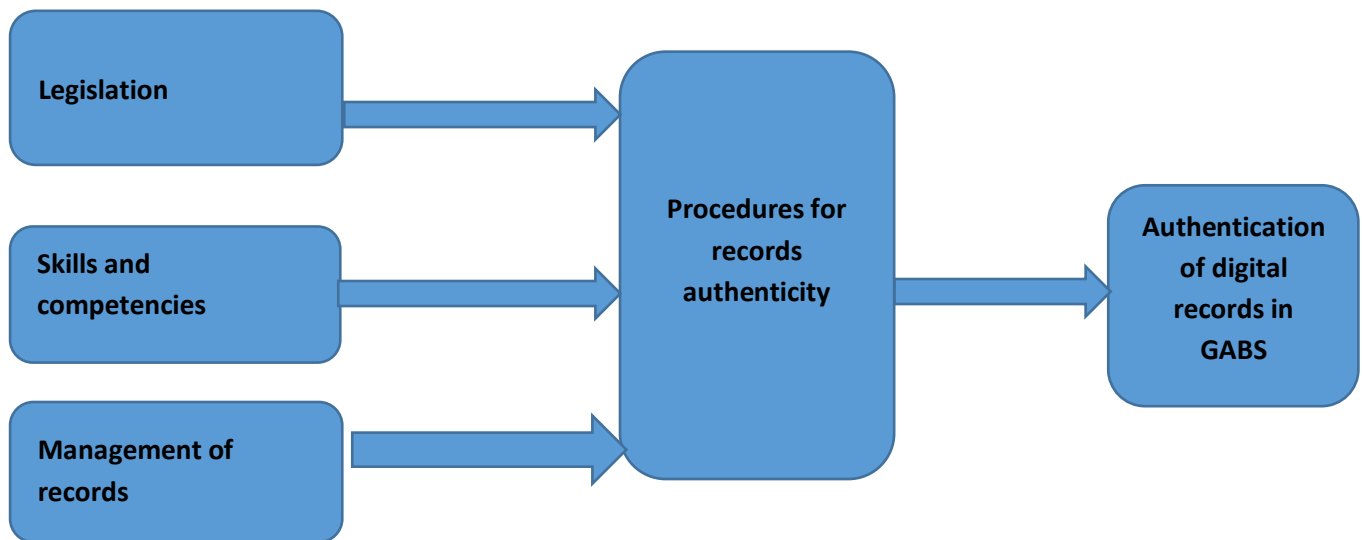 Legislation
Skills and
competencies
Management of
records
Procedures for
records
authenticity
Authentication
of digital
records in
GABS